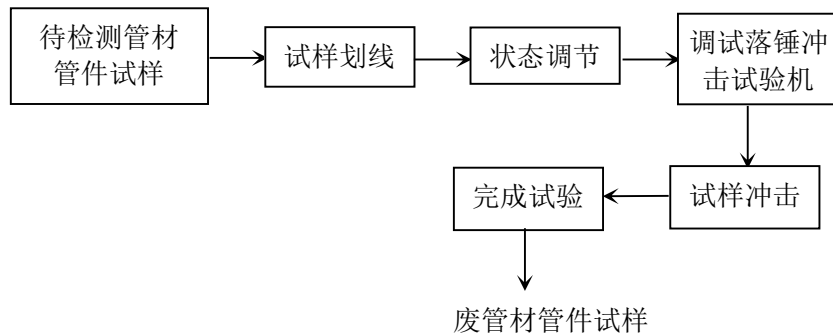 待检测管材
管件试样
试样划线
状态调节
调试落锤冲
击试验机
试样冲击
完成试验
废管材管件试样